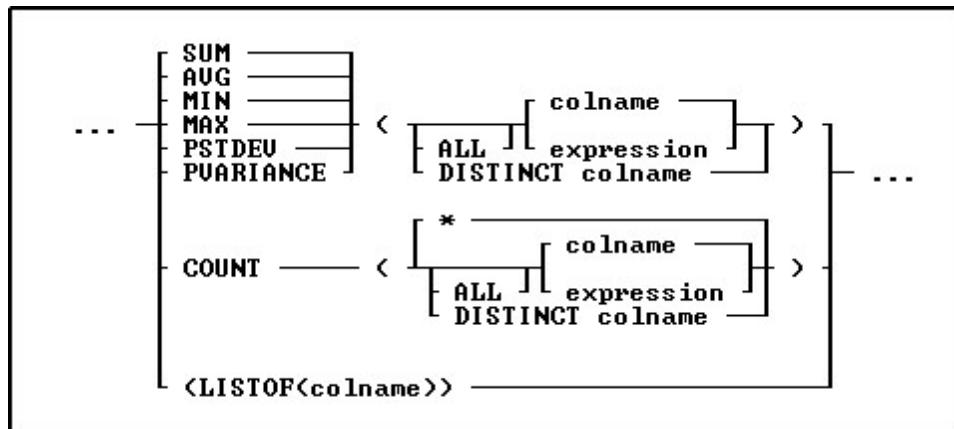 SUM
AVG
MIN colname
... MAX ( )
PSTDEV ALL expression
PVARIANCE DISTINCT colname ...
*
colname
COUNT ( )
ALL expression
DISTINCT colname
(LISTOF(colname))